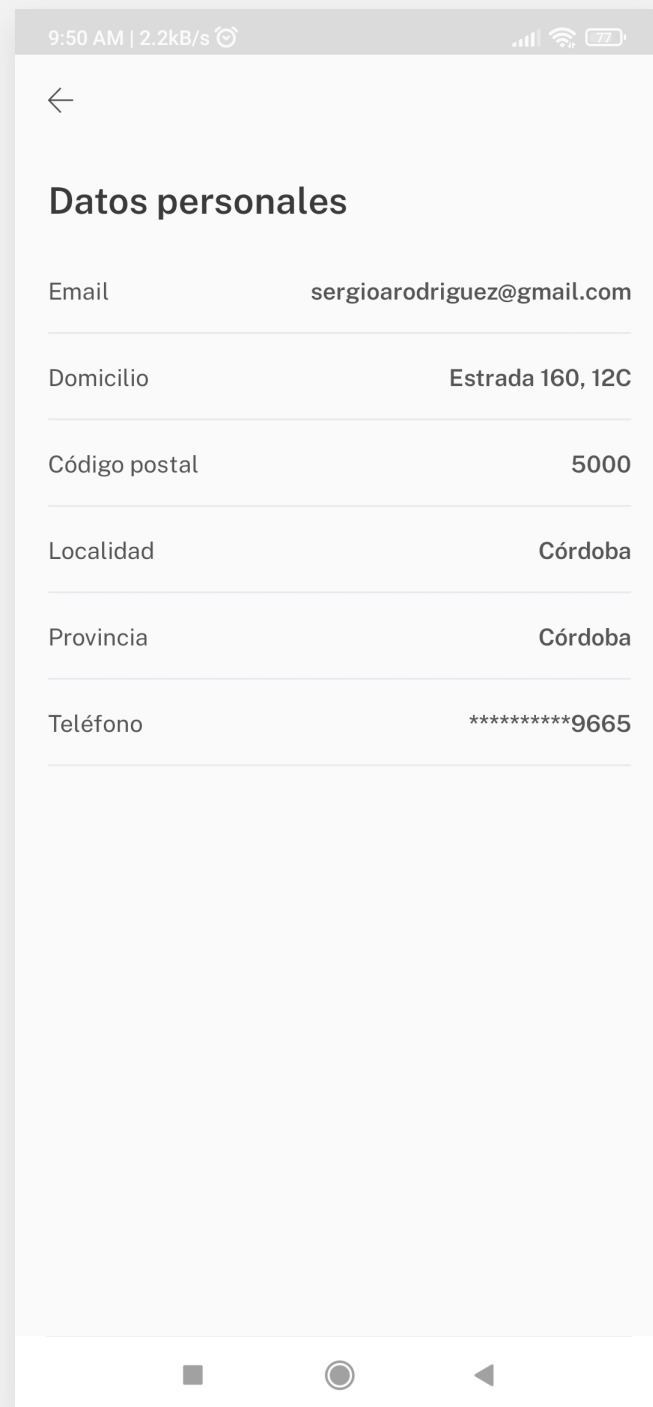 9:50 AM | 2.2kB/s
77
Datos personales
Email sergioarodriguez@gmail.com
Domicilio Estrada 160, 12C
Código postal 5000
Localidad Córdoba
Provincia Córdoba
Teléfono **********9665